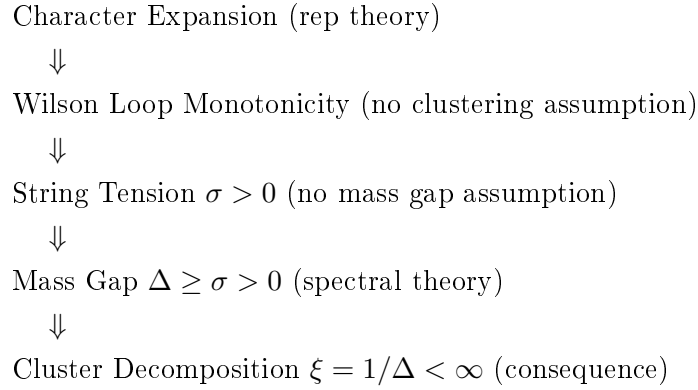 Character Expansion (rep theory)
⇓
Wilson Loop Monotonicity (no clustering assumption)
⇓
String Tension σ > 0 (no mass gap assumption)
⇓
Mass Gap Δ ≥ σ > 0 (spectral theory)
⇓
Cluster Decomposition ξ = 1/Δ < ∞ (consequence)